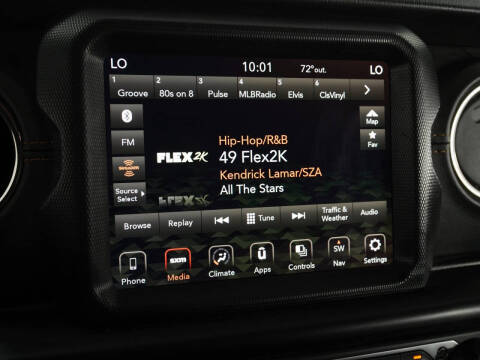 LO 10:01 72°out. LO
1 2 3 4 5 6
Groove 80s on 8 Pulse MLBRadio Elvis ClsVinyl
Map
FM
Fav
SiriusXM
Source
Select
Hip-Hop/R&B
FLEX2K
49 Flex2K
Kendrick Lamar/SZA
All The Stars
Browse Replay Tune Traffic & Weather Audio
sxm SW
Phone Media Climate Apps Controls Nav Settings